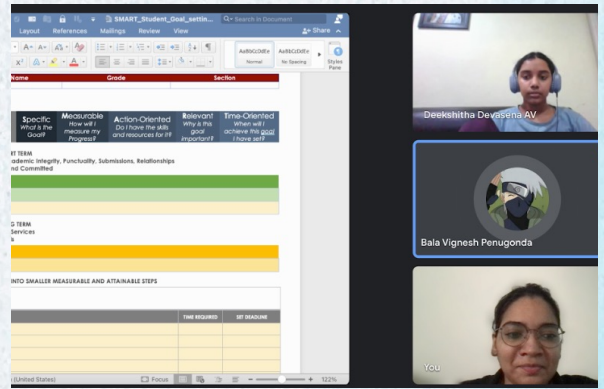 SMART_Student_Goal_settin...
Search in Document
Layout References Mailings Review View
Share
AaBbCcDdEe
AaBbCcDdEe
Normal
No Spacing
Styles
Pane
Name Grade Section
Specific
What is the
Goal?
Measurable
How will I
measure my
Progress?
Action-Oriented
Do I have the skills
and resources for it?
Relevant
Why is this
goal
important?
Time-Oriented
When will I
achieve this goal
I have set?
RT TERM
ademic Integrity, Punctuality, Submissions, Relationships
nd Committed
G TERM
Services
s
INTO SMALLER MEASURABLE AND ATTAINABLE STEPS
TIME REQUIRED SET DEADLINE
(United States)
Focus
122%
Deekshitha Devasena AV
Bala Vignesh Penugonda
You